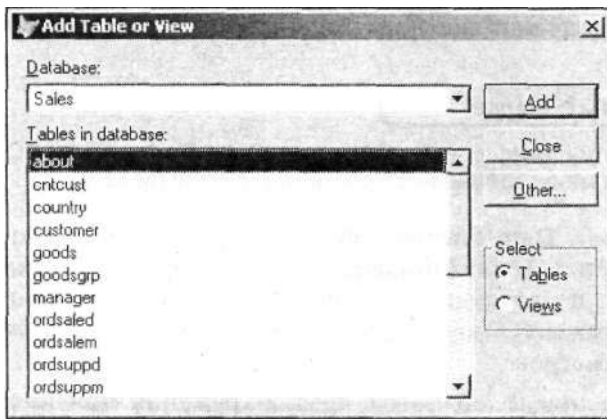 Add Table or View
Database:
Sales
Tables in database:
about
cntcust
country
customer
goods
goodsgrp
manager
ordsaled
ordsalem
ordsuppd
ordsuppm
Add
Close
Other...
Select
Tables
Views